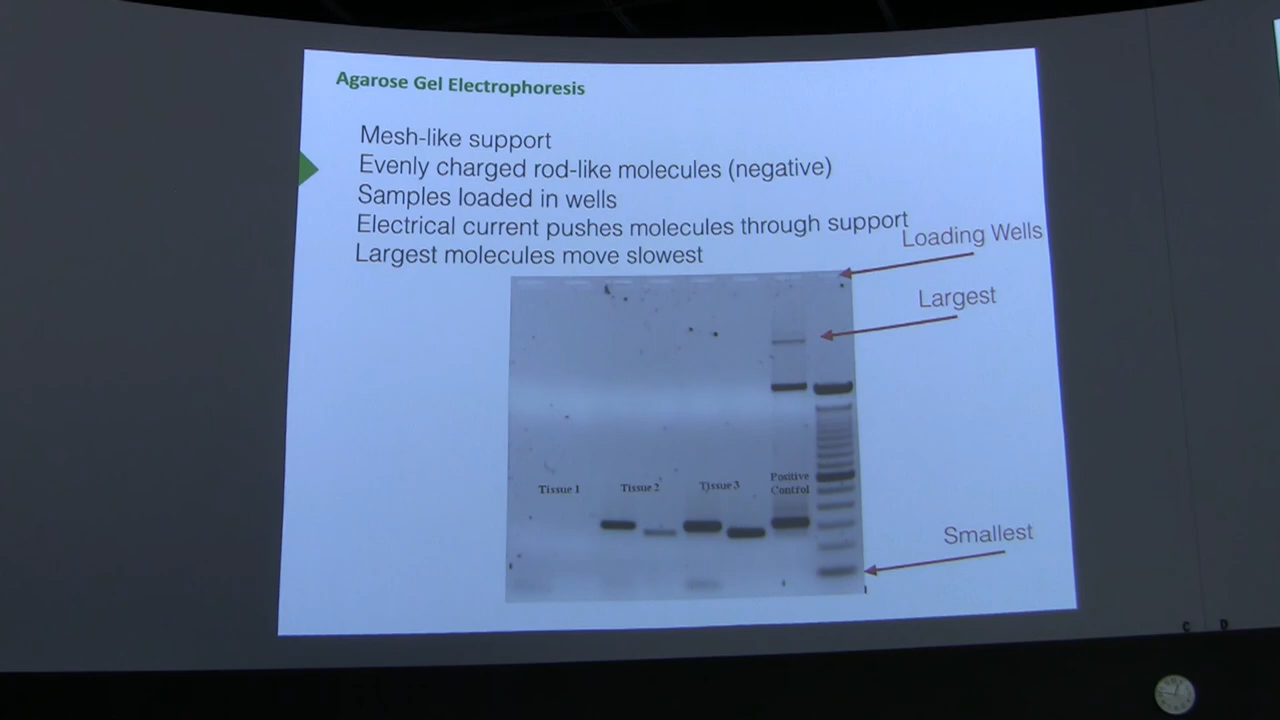 Agarose Gel Electrophoresis
Mesh-like support
Evenly charged rod-like molecules (negative)
Samples loaded in wells
Electrical current pushes molecules through support
Largest molecules move slowest
Loading Wells
Largest
Tissue 1
Tissue 2
Tissue 3
Positive
Control
Smallest
C D